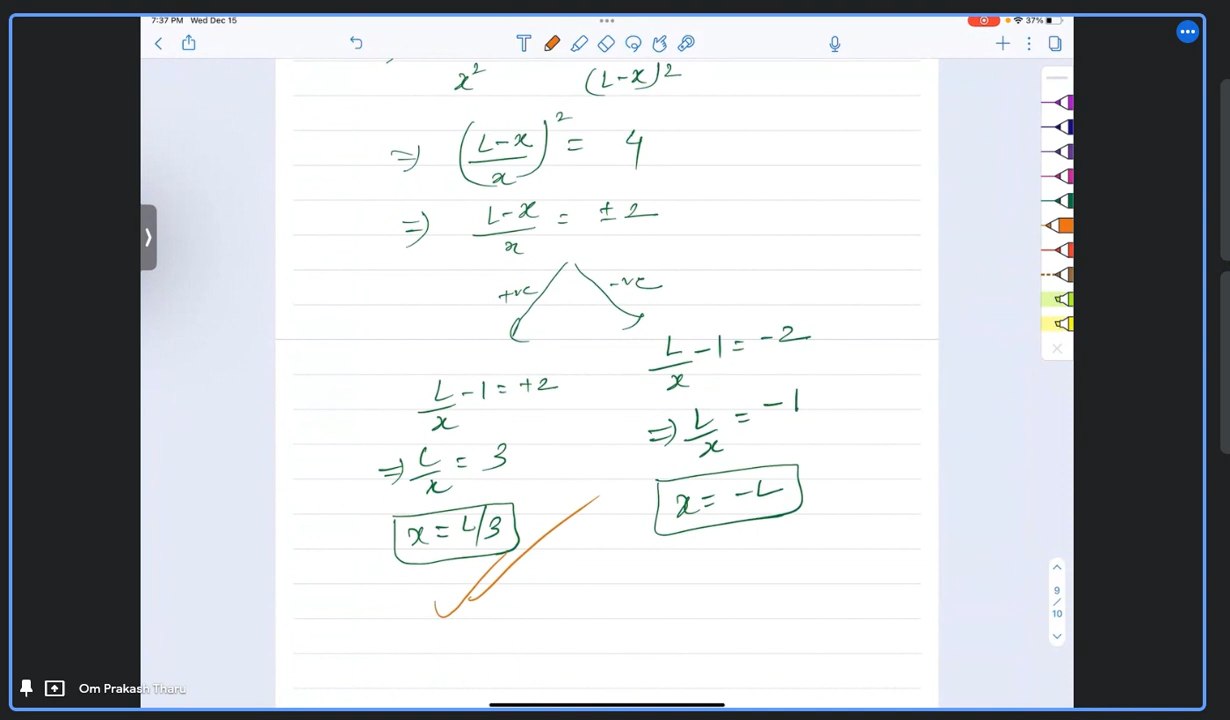 7:37 PM Wed Dec 15
37%
T
x² (L-x)2
=> (L-x/x)² = 4
=> L-x/x = ± 2
+ve -ve
L/x - 1 = -2
L/x - 1 = +2
=> L/x = -1
=> L/x = 3
x = -L
x = L/3
9
/
10
Om Prakash Tharu